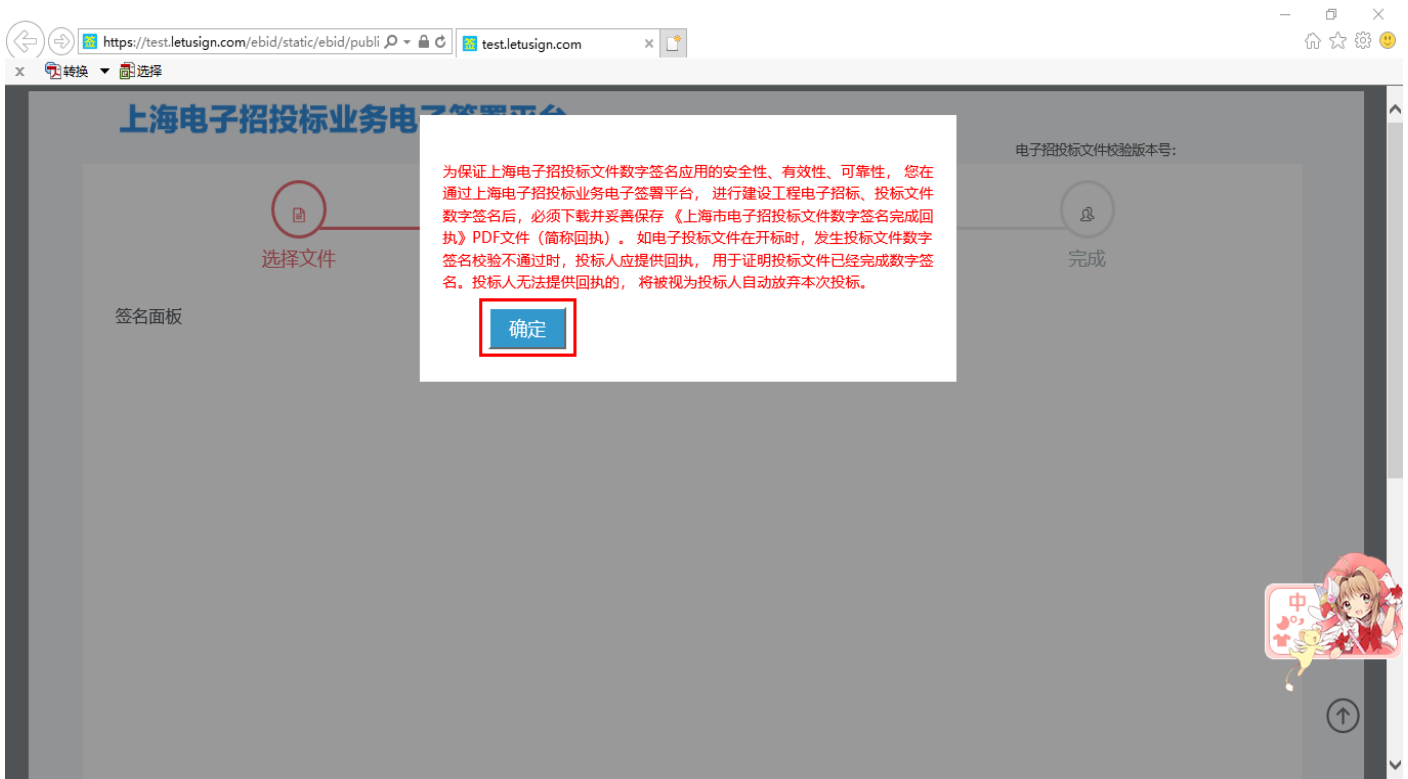 https://test.letusign.com/ebid/static/ebid/publi
test.letusign.com
x 转换 选择
上海电子招投标业务电子签署平台
电子招投标文件校验版本号:
为保证上海电子招投标文件数字签名应用的安全性、有效性、可靠性， 您在
通过上海电子招投标业务电子签署平台， 进行建设工程电子招标、投标文件
数字签名后，必须下载并妥善保存 《上海市电子招投标文件数字签名完成回
执》PDF文件（简称回执）。 如电子投标文件在开标时，发生投标文件数字
签名校验不通过时，投标人应提供回执， 用于证明投标文件已经完成数字签
名。投标人无法提供回执的， 将被视为投标人自动放弃本次投标。
选择文件
完成
签名面板
确定
中